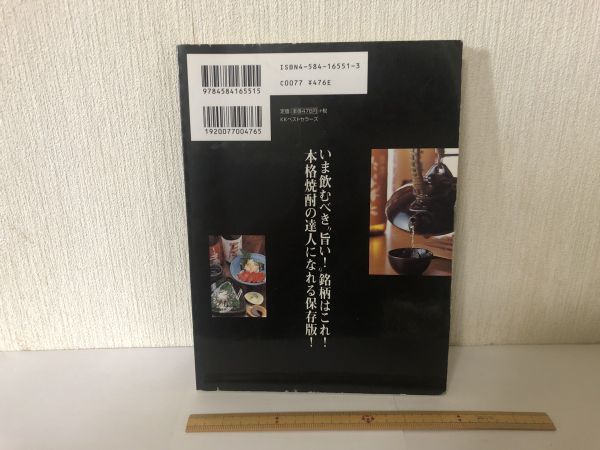 ISBN4-584-16551-3
C0077 ¥476E
9784584165515
1920077004765
定価 本体476円 +税
KKベストセラーズ
いま飲むべき〝旨い!〟銘柄はこれ!
本格焼酎の達人になれる保存版!